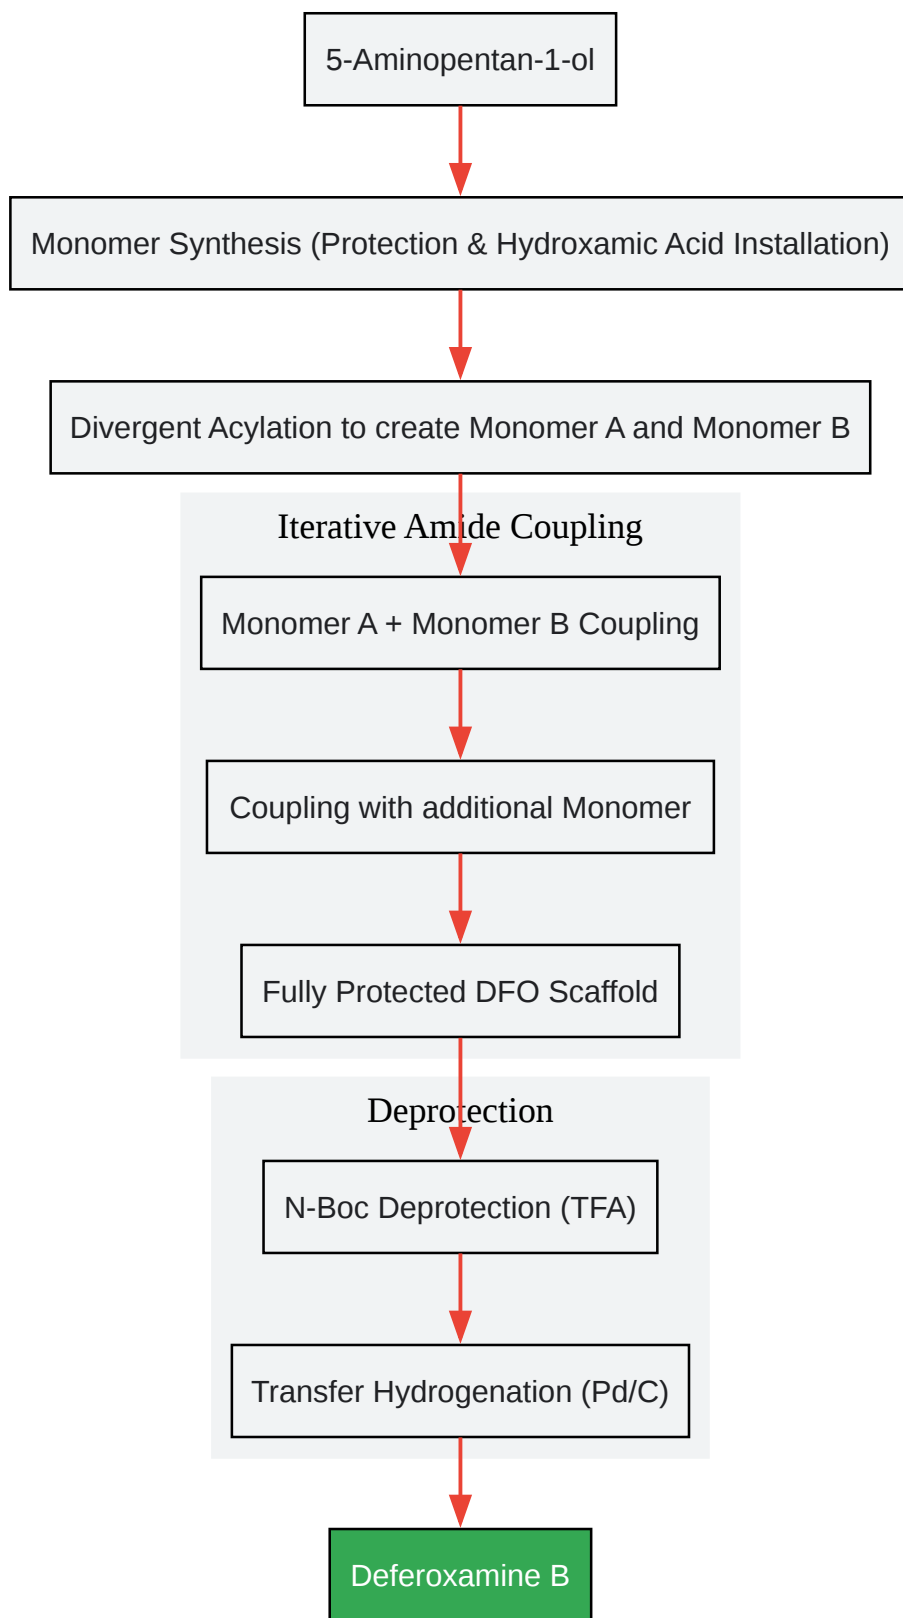 5-Aminopentan-1-ol
Monomer Synthesis (Protection & Hydroxamic Acid Installation)
Divergent Acylation to create Monomer A and Monomer B
Iterative Amide Coupling
Monomer A + Monomer B Coupling
Coupling with additional Monomer
Fully Protected DFO Scaffold
Deprotection
N-Boc Deprotection (TFA)
Transfer Hydrogenation (Pd/C)
Deferoxamine B